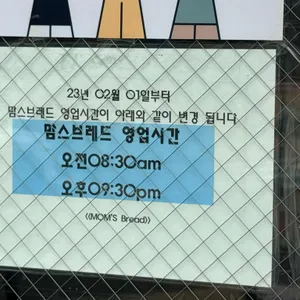 23년 02월 01일부터
맘스브레드 영업시간이 아래와 같이 변경 됩니다
맘스브레드 영업시간
오전08:30am
오후09:30pm
<(MOM'S Bread)>